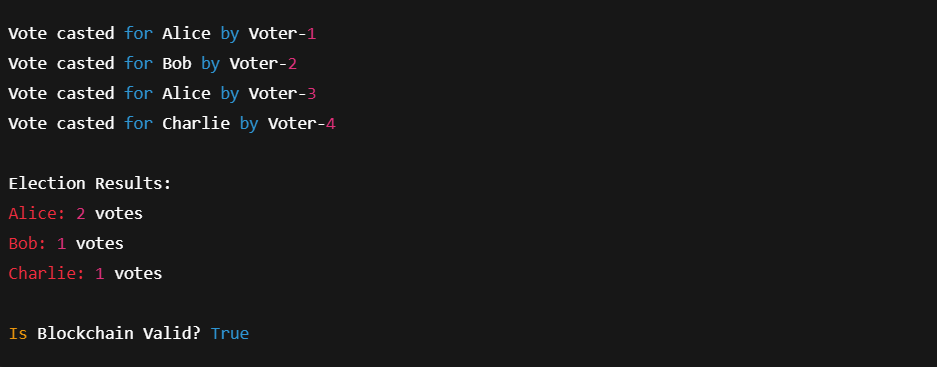 Vote casted for Alice by Voter-1
Vote casted for Bob by Voter-2
Vote casted for Alice by Voter-3
Vote casted for Charlie by Voter-4
Election Results:
Alice: 2 votes
Bob: 1 votes
Charlie: 1 votes
Is Blockchain Valid? True